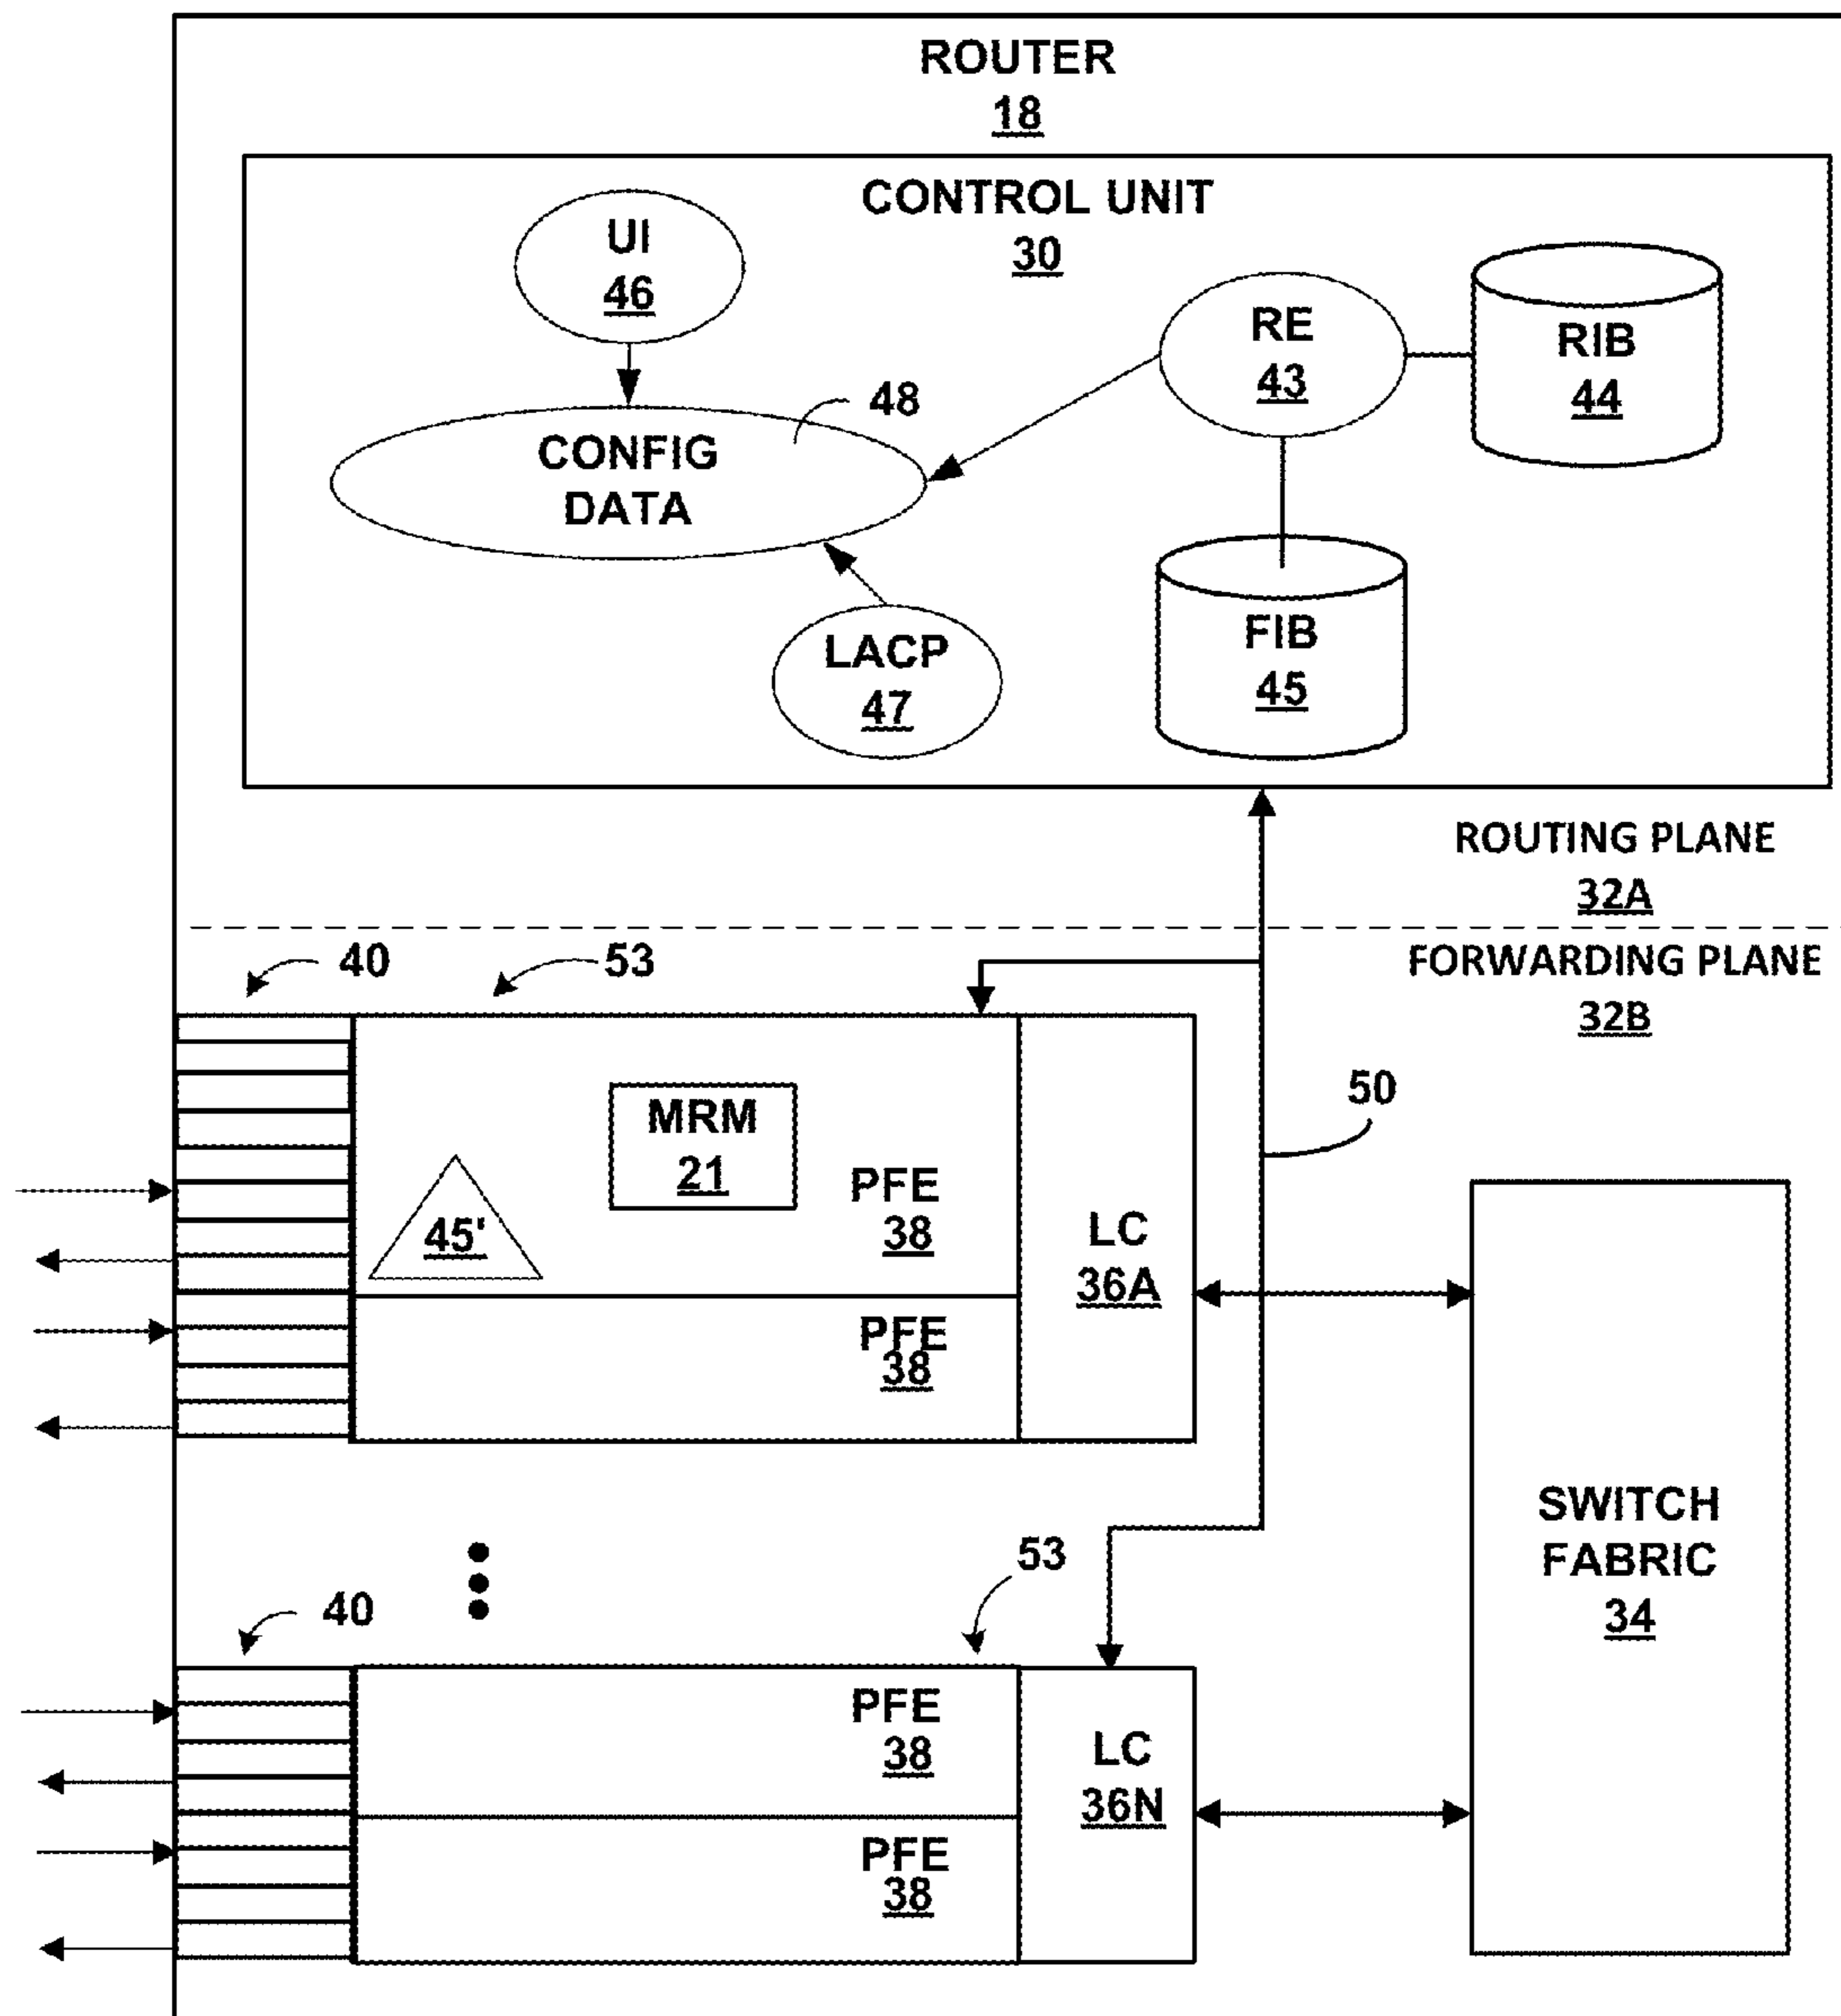 ROUTER
18
CONTROL UNIT
30
UI
46
RE
43
RIB
44
48
CONFIG
DATA
LACP
47
FIB
45
ROUTING PLANE
32A
FORWARDING PLANE
32B
40
53
50
MRM
21
45'
PFE
38
PFE
38
LC
36A
SWITCH
FABRIC
34
40
53
PFE
38
PFE
38
LC
36N